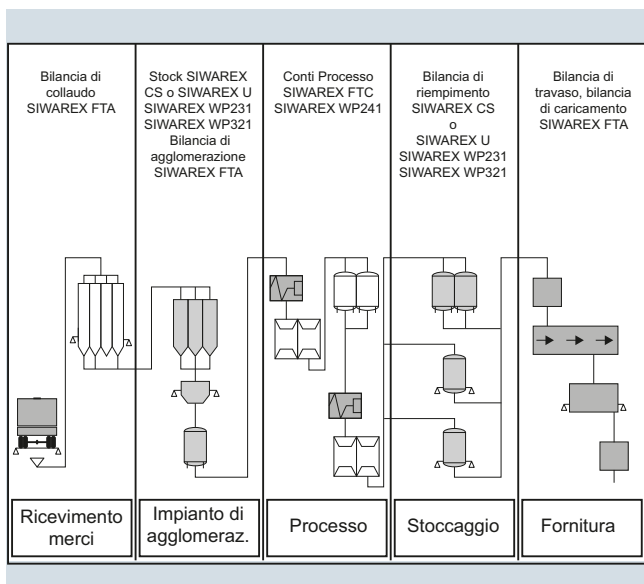 Bilancia di
collaudo
SIWAREX FTA
Stock SIWAREX
CS o SIWAREX U
SIWAREX WP231
SIWAREX WP321
Bilancia di
agglomerazione
SIWAREX FTA
Conti Processo
SIWAREX FTC
SIWAREX WP241
Bilancia di
riempimento
SIWAREX CS
o
SIWAREX U
SIWAREX WP231
SIWAREX WP321
Bilancia di
travaso, bilancia
di caricamento
SIWAREX FTA
Ricevimento
merci
Impianto di
agglomeraz.
Processo
Stoccaggio
Fornitura